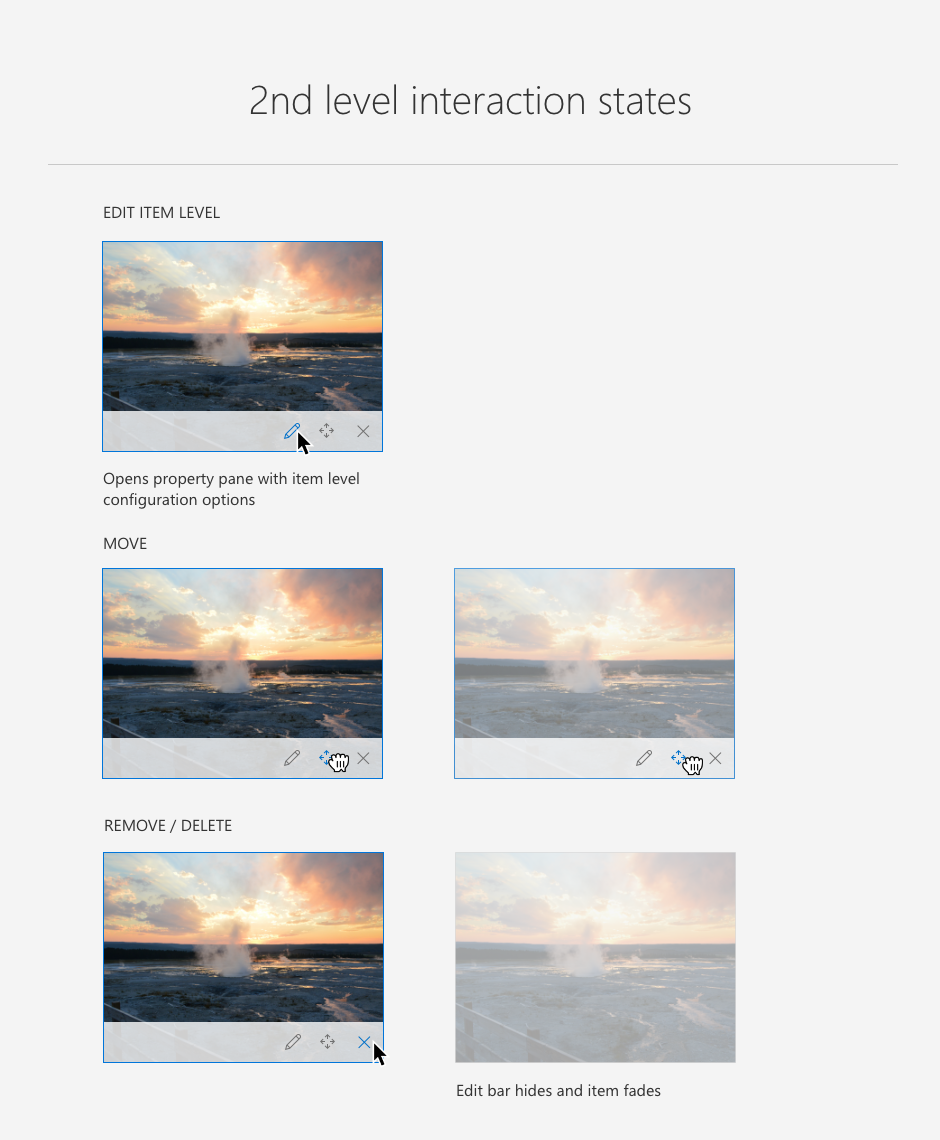 2nd level interaction states
EDIT ITEM LEVEL
Opens property pane with item level
configuration options
MOVE
REMOVE / DELETE
Edit bar hides and item fades